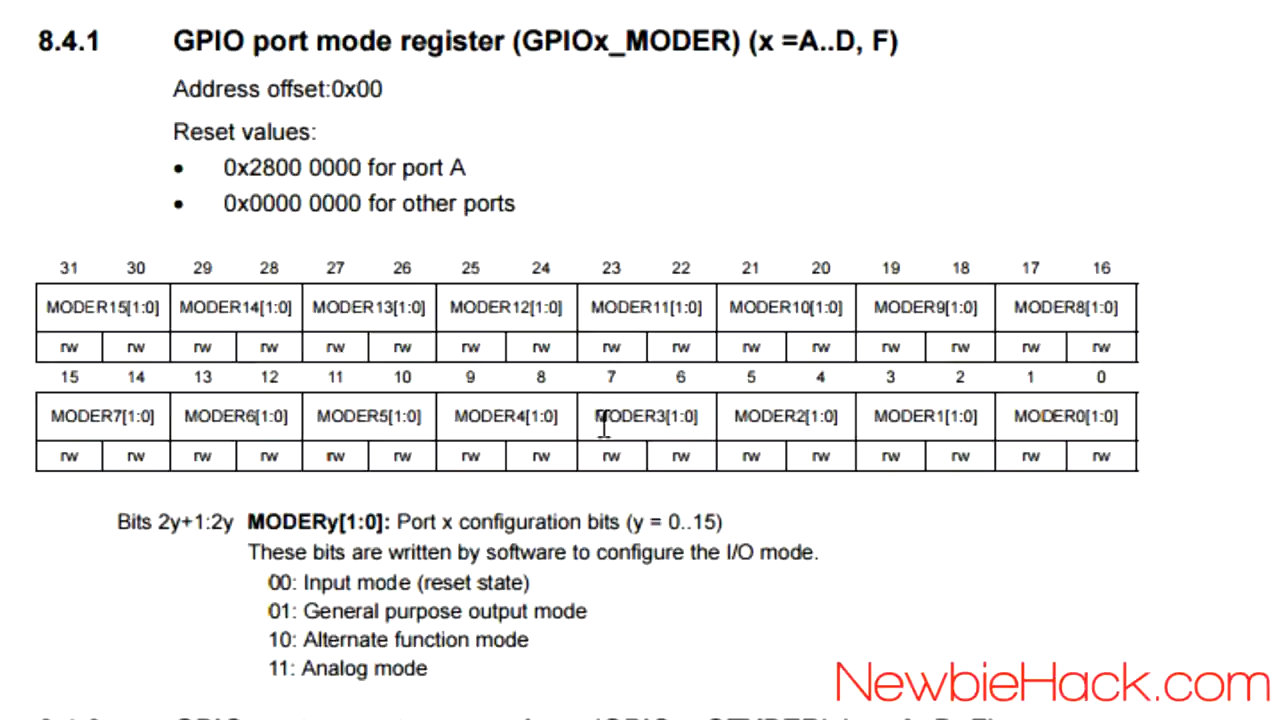 8.4.1 GPIO port mode register (GPIOx_MODER) (x =A..D, F)
Address offset:0x00
Reset values:
• 0x2800 0000 for port A
• 0x0000 0000 for other ports
31 30 29 28 27 26 25 24 23 22 21 20 19 18 17 16
MODER15[1:0] MODER14[1:0] MODER13[1:0] MODER12[1:0] MODER11[1:0] MODER10[1:0] MODER9[1:0] MODER8[1:0]
rw rw rw rw rw rw rw rw rw rw rw rw rw rw rw rw
15 14 13 12 11 10 9 8 7 6 5 4 3 2 1 0
MODER7[1:0] MODER6[1:0] MODER5[1:0] MODER4[1:0] MODER3[1:0] MODER2[1:0] MODER1[1:0] MODER0[1:0]
rw rw rw rw rw rw rw rw rw rw rw rw rw rw rw rw
Bits 2y+1:2y MODERy[1:0]: Port x configuration bits (y = 0..15)
These bits are written by software to configure the I/O mode.
00: Input mode (reset state)
01: General purpose output mode
10: Alternate function mode
11: Analog mode
NewbieHack.com